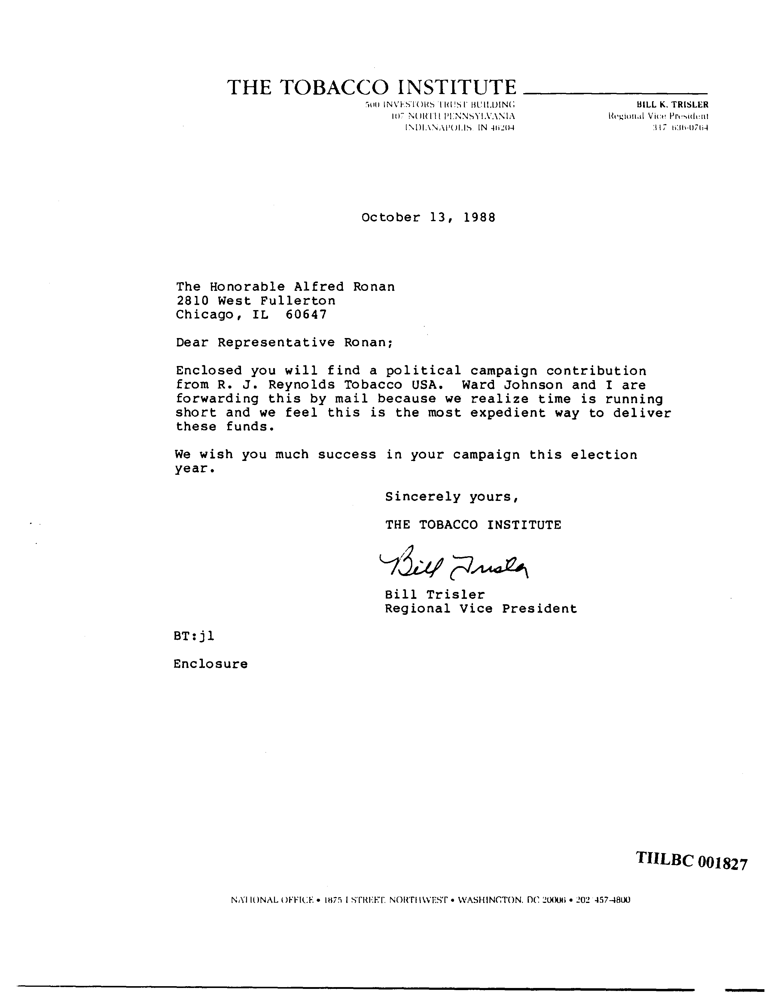 THE TOBACCO INSTITUTE
500 INVESTORS TRUST BUILDING
107 NORTH PENNSYLVANIA
INDIANAPOLIS, IN 46204
BILL K. TRISLER
Regional Vice President
317 636-0764
October 13, 1988
The Honorable Alfred Ronan
2810 West Fullerton
Chicago, IL  60647
Dear Representative Ronan;
Enclosed you will find a political campaign contribution
from R. J. Reynolds Tobacco USA.  Ward Johnson and I are
forwarding this by mail because we realize time is running
short and we feel this is the most expedient way to deliver
these funds.
We wish you much success in your campaign this election
year.
Sincerely yours,
THE TOBACCO INSTITUTE
Bill Trisler
Bill Trisler
Regional Vice President
BT:jl
Enclosure
TIILBC 001827
NATIONAL OFFICE • 1875 I STREET, NORTHWEST • WASHINGTON, DC 20006 • 202 457-4800